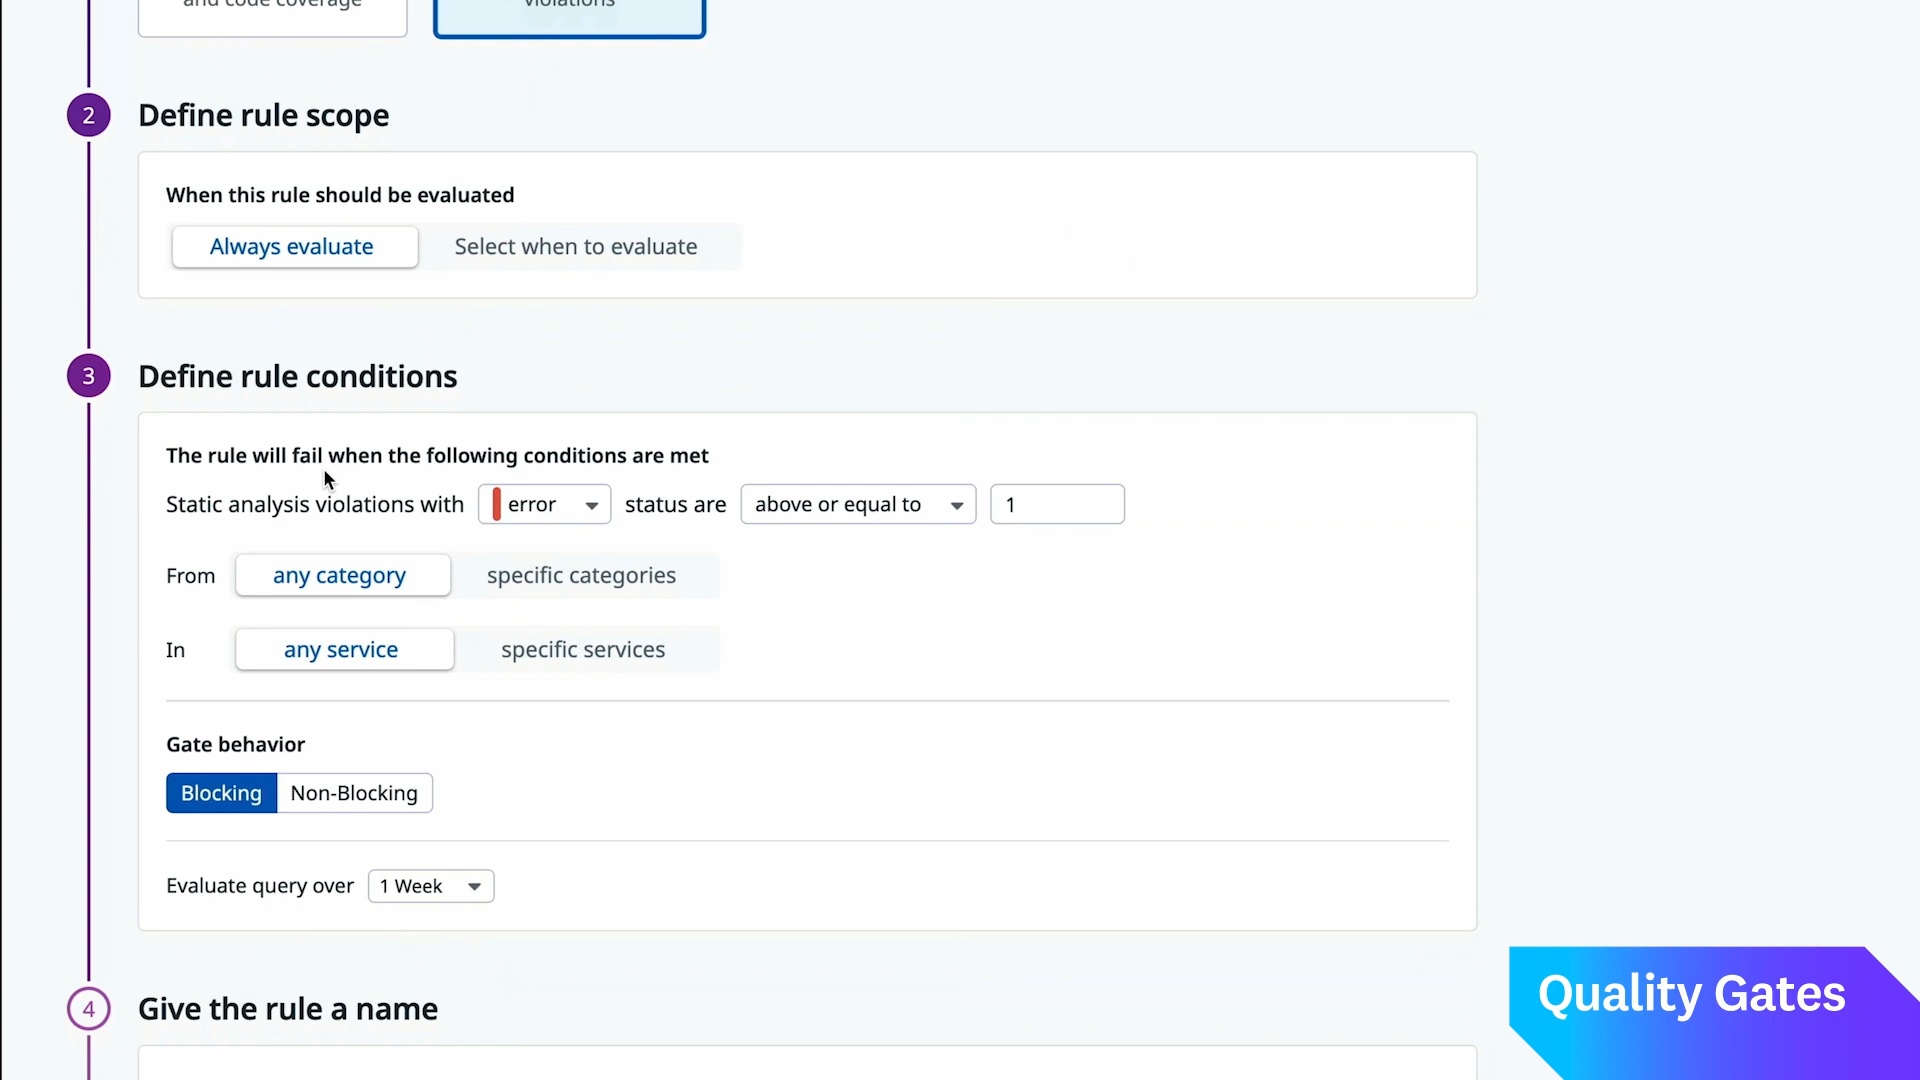 and code coverage
violations
2
Define rule scope
When this rule should be evaluated
Always evaluate
Select when to evaluate
3
Define rule conditions
The rule will fail when the following conditions are met
Static analysis violations with error status are above or equal to 1
From any category specific categories
In any service specific services
Gate behavior
Blocking Non-Blocking
Evaluate query over 1 Week
4
Give the rule a name
Quality Gates